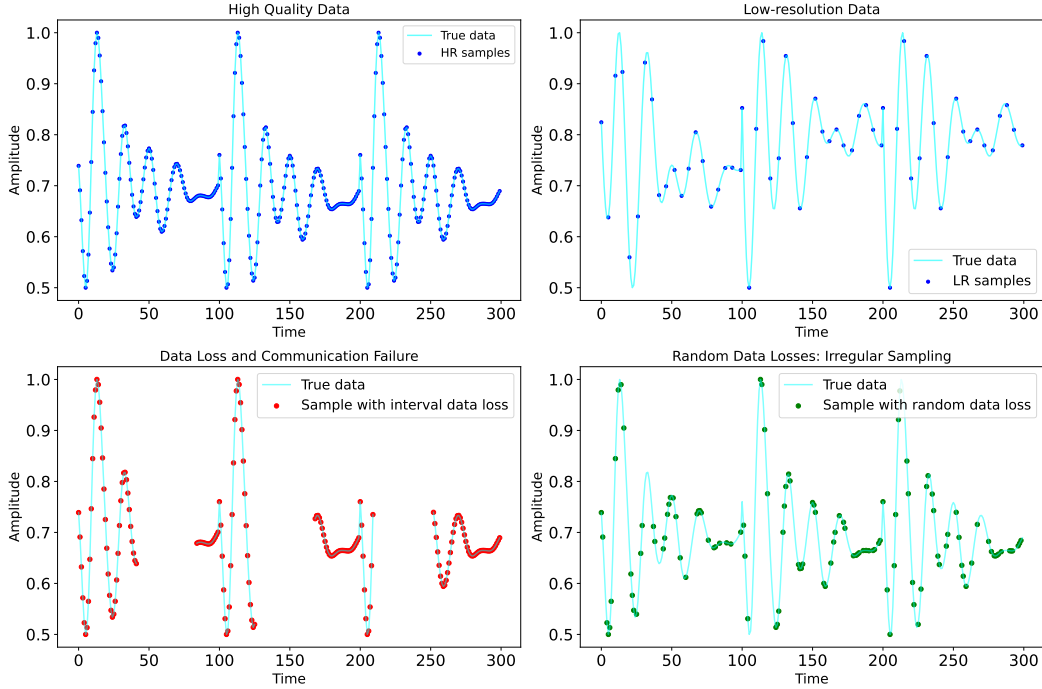 High Quality Data
1.0
0.9
0.8
0.7
0.6
0.5
Amplitude
True data
HR samples
0 50 100 150 200 250 300
Time
Low-resolution Data
1.0
0.9
0.8
0.7
0.6
0.5
Amplitude
True data
LR samples
0 50 100 150 200 250 300
Time
Data Loss and Communication Failure
1.0
0.9
0.8
0.7
0.6
0.5
Amplitude
True data
Sample with interval data loss
0 50 100 150 200 250 300
Time
Random Data Losses: Irregular Sampling
1.0
0.9
0.8
0.7
0.6
0.5
Amplitude
True data
Sample with random data loss
0 50 100 150 200 250 300
Time